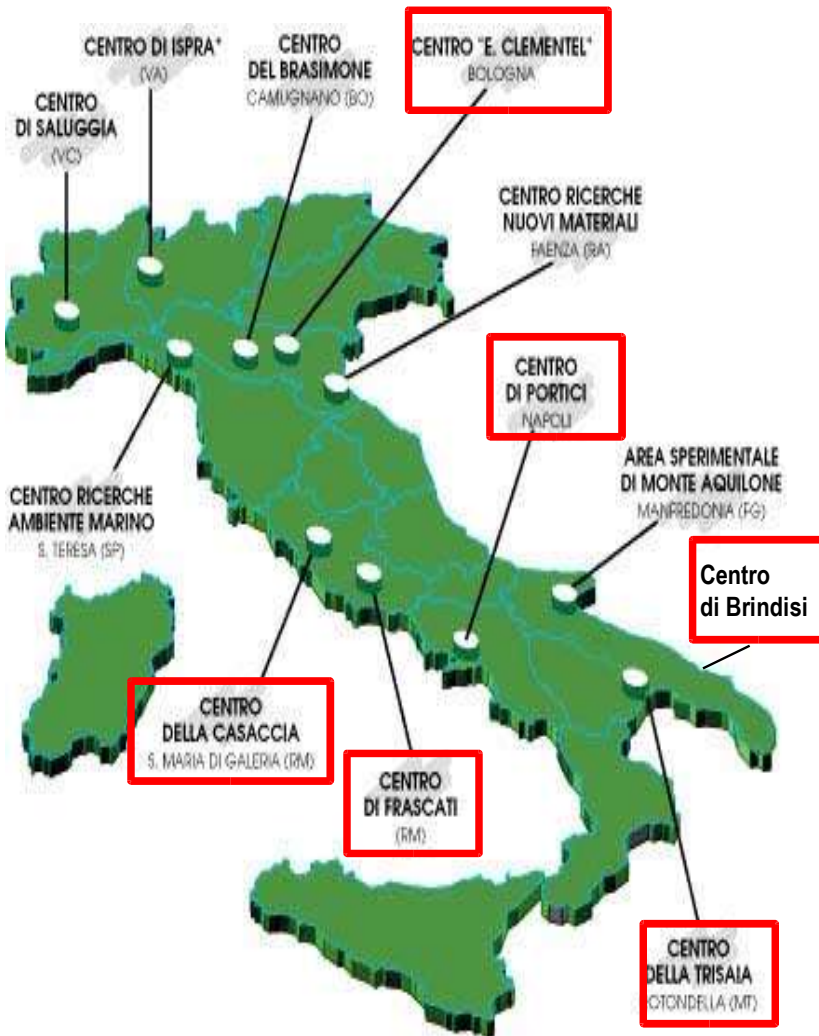 CENTRO DI ISPRA*
(VA)
CENTRO
DEL BRASIMONE
CAMUGNANO (BO)
CENTRO "E. CLEMENTEL"
BOLOGNA
CENTRO
DI SALUGGIA
(VC)
CENTRO RICERCHE
NUOVI MATERIALI
FAENZA (RA)
CENTRO
DI PORTICI
NAPOLI
AREA SPERIMENTALE
DI MONTE AQUILONE
MANFREDONIA (FG)
CENTRO RICERCHE
AMBIENTE MARINO
S. TERESA (SP)
Centro
di Brindisi
CENTRO
DELLA CASACCIA
S. MARIA DI GALERIA (RM)
CENTRO
DI FRASCATI
(RM)
CENTRO
DELLA TRISAIA
OTONDELLA (MT)